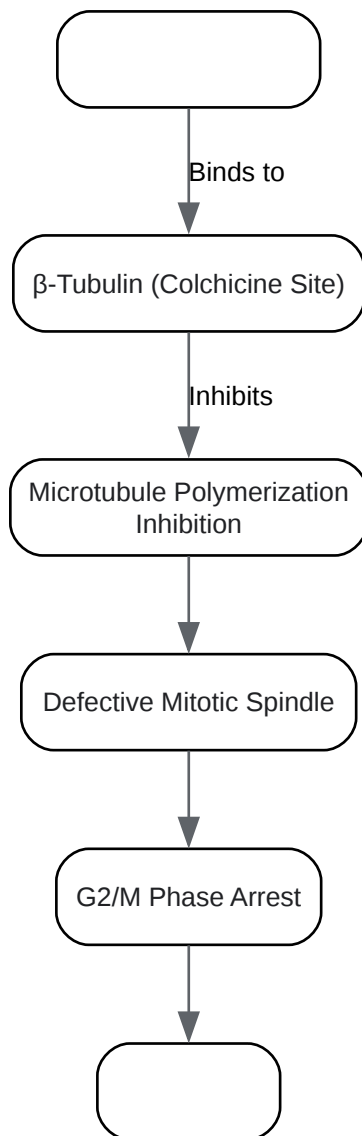 Binds to
β-Tubulin (Colchicine Site)
Inhibits
Microtubule Polymerization
Inhibition
Defective Mitotic Spindle
G2/M Phase Arrest